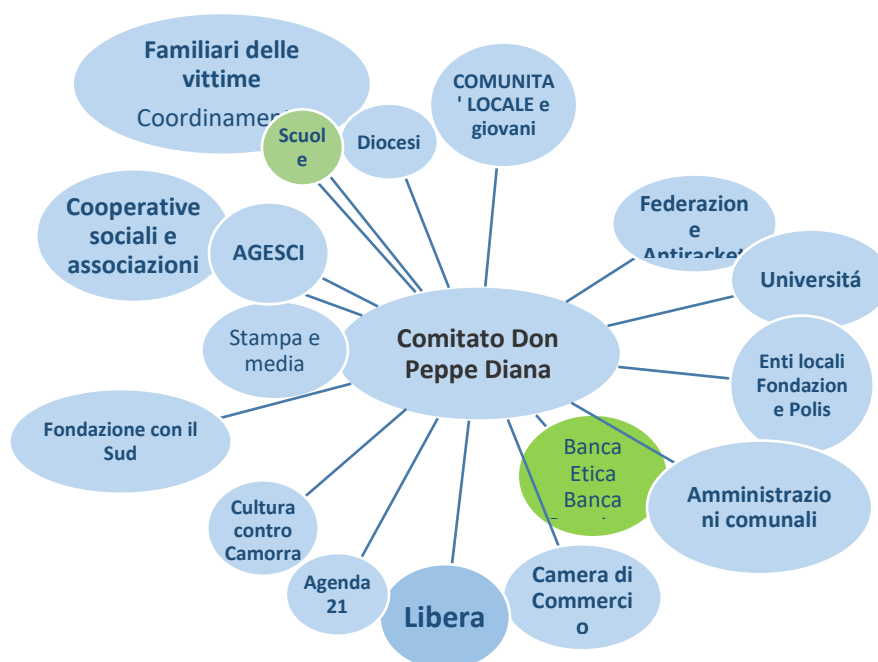 Familiari delle
vittime
COMUNITA
' LOCALE e
giovani
Scuol
e
Diocesi
Cooperative
sociali e
associazioni
AGESCI
Federazion
e
Antiracket
Universitá
Stampa e
media
Comitato Don
Peppe Diana
Enti locali
Fondazion
e Polis
Fondazione con il
Sud
Banca
Etica
Banca
Amministrazio
ni comunali
Cultura
contro
Camorra
Agenda
21
Libera
Camera di
Commerci
o